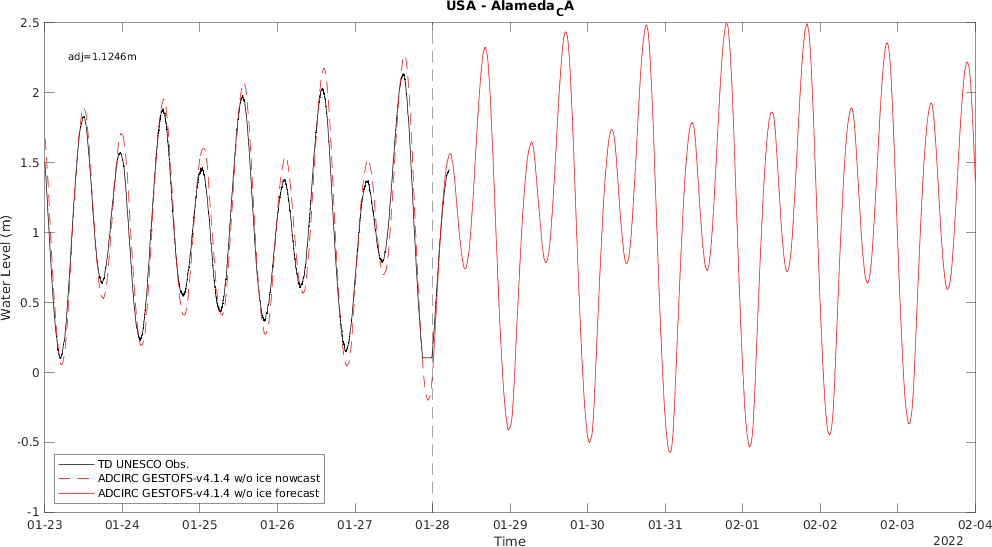 USA - Alameda_CA
adj=1.1246m
2.5
2
1.5
1
0.5
0
-0.5
-1
Water Level (m)
TD UNESCO Obs.
ADCIRC GESTOFS-v4.1.4 w/o ice nowcast
ADCIRC GESTOFS-v4.1.4 w/o ice forecast
01-23 01-24 01-25 01-26 01-27 01-28 01-29 01-30 01-31 02-01 02-02 02-03 02-04
Time
2022